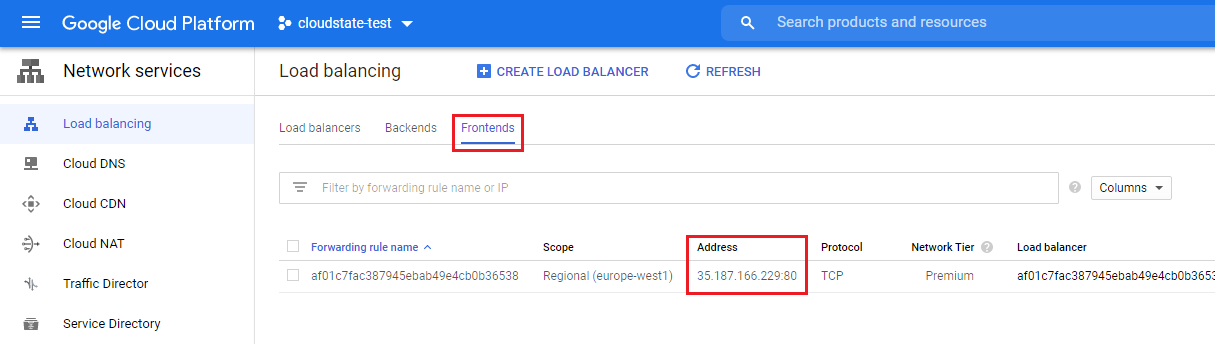 Google Cloud Platform cloudstate-test Search products and resources
Network services Load balancing CREATE LOAD BALANCER REFRESH
Load balancing
Cloud DNS
Cloud CDN
Cloud NAT
Traffic Director
Service Directory
Load balancers Backends Frontends
Filter by forwarding rule name or IP ? Columns
Forwarding rule name Scope Address Protocol Network Tier ? Load balancer
af01c7fac387945ebab49e4cb0b36538 Regional (europe-west1) 35.187.166.229:80 TCP Premium af01c7fac387945ebab49e4cb0b3653